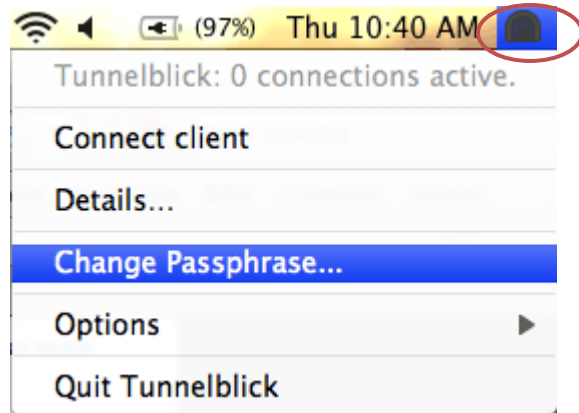 (97%) Thu 10:40 AM
Tunnelblick: 0 connections active.
Connect client
Details...
Change Passphrase...
Options
Quit Tunnelblick